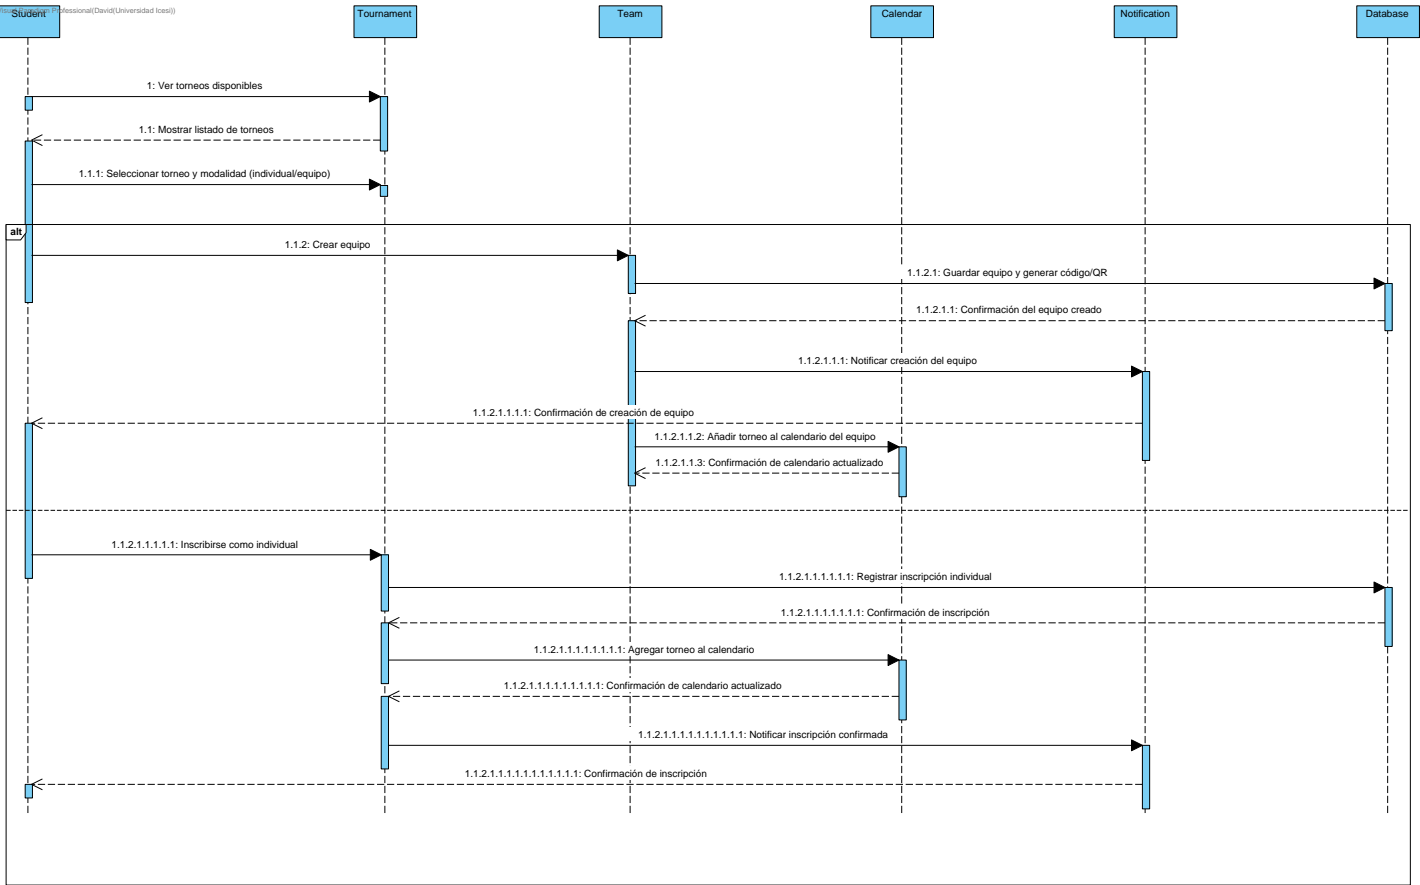 Visual Paradigm Professional(David(Universidad Icesi))
Student
Tournament
Team
Calendar
Notification
Database
1: Ver torneos disponibles
1.1: Mostrar listado de torneos
1.1.1: Seleccionar torneo y modalidad (individual/equipo)
alt
1.1.2: Crear equipo
1.1.2.1: Guardar equipo y generar código/QR
1.1.2.1.1: Confirmación del equipo creado
1.1.2.1.1.1: Notificar creación del equipo
1.1.2.1.1.1.1: Confirmación de creación de equipo
1.1.2.1.1.2: Añadir torneo al calendario del equipo
1.1.2.1.1.3: Confirmación de calendario actualizado
1.1.2.1.1.1.1.1: Inscribirse como individual
1.1.2.1.1.1.1.1.1: Registrar inscripción individual
1.1.2.1.1.1.1.1.1.1: Confirmación de inscripción
1.1.2.1.1.1.1.1.1.1.1: Agregar torneo al calendario
1.1.2.1.1.1.1.1.1.1.1.1: Confirmación de calendario actualizado
1.1.2.1.1.1.1.1.1.1.1.1.1: Notificar inscripción confirmada
1.1.2.1.1.1.1.1.1.1.1.1.1.1: Confirmación de inscripción